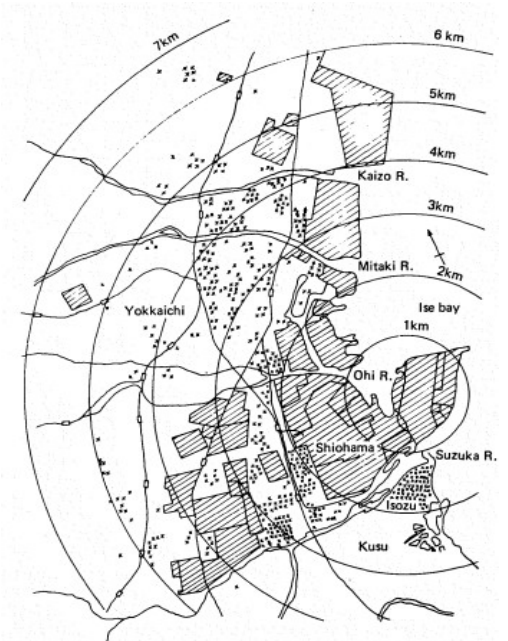 7km
6 km
5km
4km
Kaizo R.
3km
Mitaki R.
2km
Ise bay
Yokkaichi
1km
Ohi R.
Shiohama
Suzuka R.
Isozu
Kusu